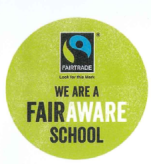 FAIRTRADE
Look for this Mark
WE ARE A
FAIRAWARE
SCHOOL